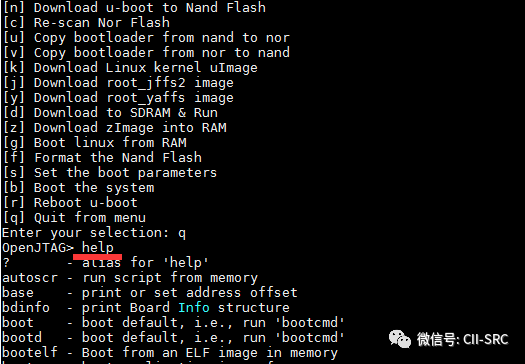 [n] Download u-boot to Nand Flash
[c] Re-scan Nor Flash
[u] Copy bootloader from nand to nor
[v] Copy bootloader from nor to nand
[k] Download Linux kernel uImage
[j] Download root_jffs2 image
[y] Download root_yaffs image
[d] Download to SDRAM & Run
[z] Download zImage into RAM
[g] Boot linux from RAM
[f] Format the Nand Flash
[s] Set the boot parameters
[b] Boot the system
[r] Reboot u-boot
[q] Quit from menu
Enter your selection: q
OpenJTAG> help
? - alias for 'help'
autoscr - run script from memory
base - print or set address offset
bdinfo - print Board Info structure
boot - boot default, i.e., run 'bootcmd'
bootd - boot default, i.e., run 'bootcmd'
bootelf - Boot from an ELF image in memory
微信号: CII-SRC